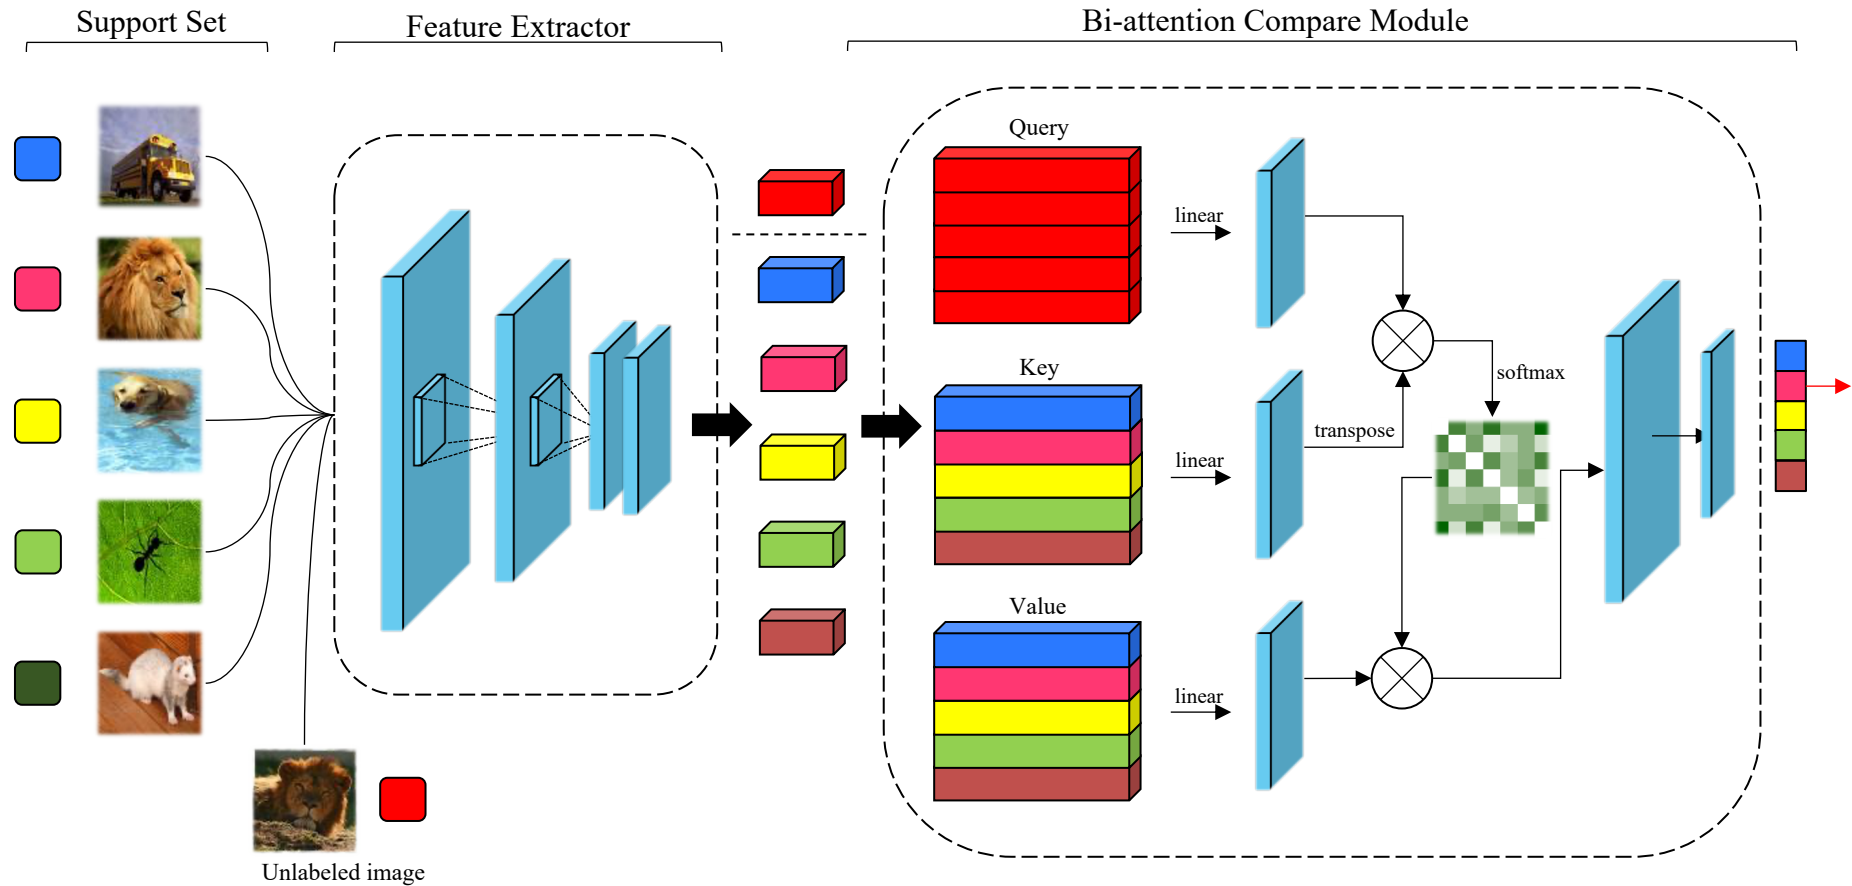 Support Set
Feature Extractor
Bi-attention Compare Module
Query
linear
Key
softmax
transpose
linear
Value
linear
Unlabeled image